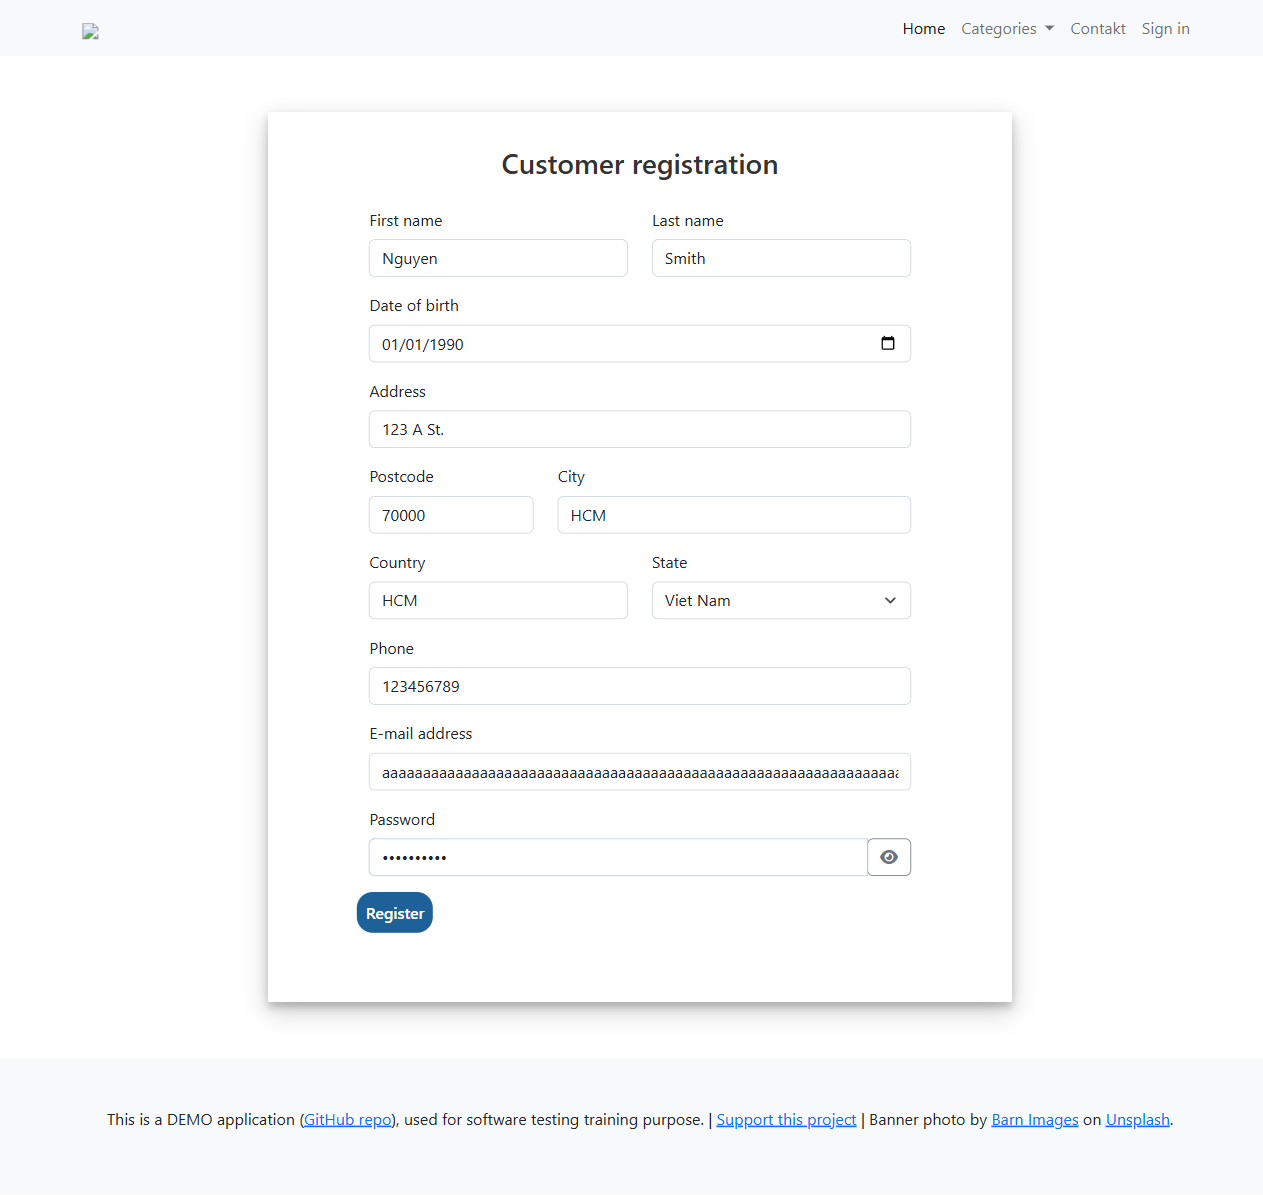 Home Categories Contakt Sign in
Customer registration
First name Last name
Nguyen Smith
Date of birth
01/01/1990
Address
123 A St.
Postcode City
70000 HCM
Country State
HCM Viet Nam
Phone
123456789
E-mail address
aaaaaaaaaaaaaaaaaaaaaaaaaaaaaaaaaaaaaaaaaaaaaaaaaaaaaaaaaaaaaaaa
Password
••••••••••
Register
This is a DEMO application (GitHub repo), used for software testing training purpose. | Support this project | Banner photo by Barn Images on Unsplash.